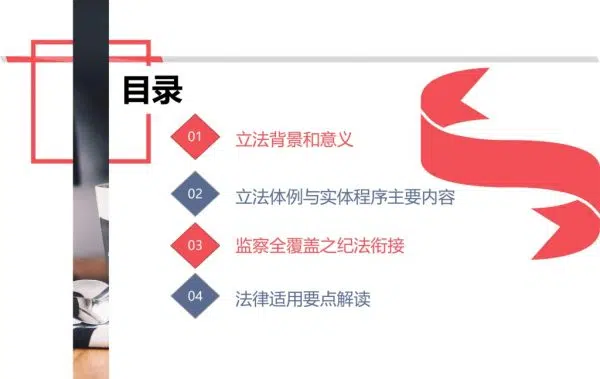 目录
01
立法背景和意义
02
立法体例与实体程序主要内容
03
监察全覆盖之纪法衔接
04
法律适用要点解读